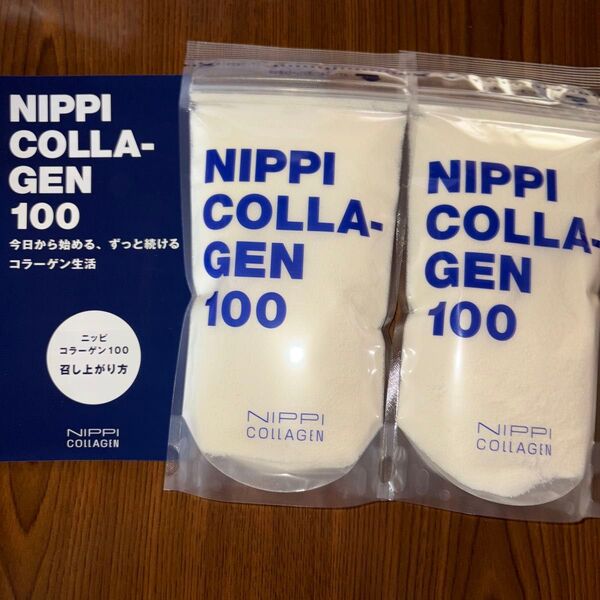 NIPPI
COLLA-
GEN
100
今日から始める、ずっと続ける
コラーゲン生活
ニッピ
コラーゲン100
召し上がり方
NIPPI
COLLAGEN
NIPPI
COLLA-
GEN
100
NIPPI
COLLAGEN
NIPPI
COLLA-
GEN
100
NIPPI
COLLAGEN